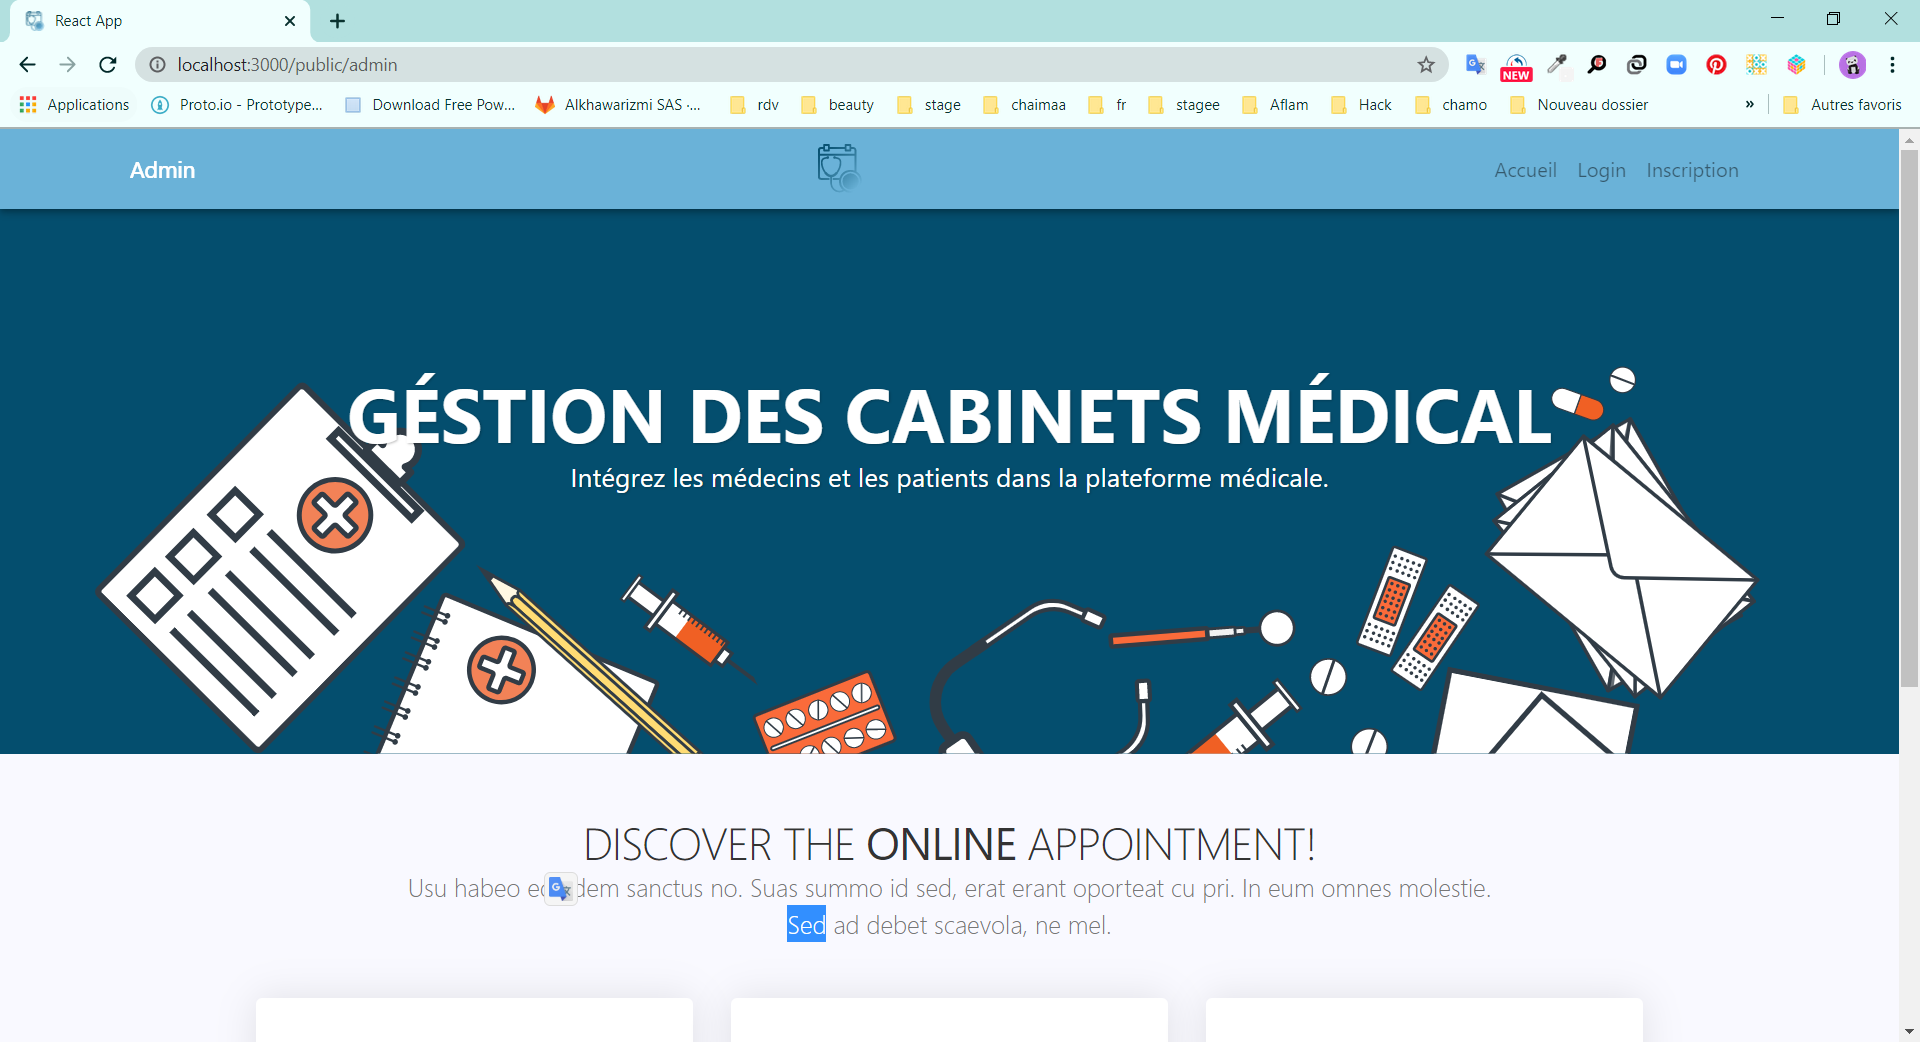 React App
localhost:3000/public/admin
NEW
Applications Proto.io - Prototype... Download Free Pow... Alkhawarizmi SAS ·... rdv beauty stage chaimaa fr stagee Aflam Hack chamo Nouveau dossier » Autres favoris
Admin Accueil Login Inscription
GÉSTION DES CABINETS MÉDICAL
Intégrez les médecins et les patients dans la plateforme médicale.
DISCOVER THE ONLINE APPOINTMENT!
Usu habeo sanctus no. Suas summo id sed, erat erant oporteat cu pri. In eum omnes molestie.
Sed ad debet scaevola, ne mel.